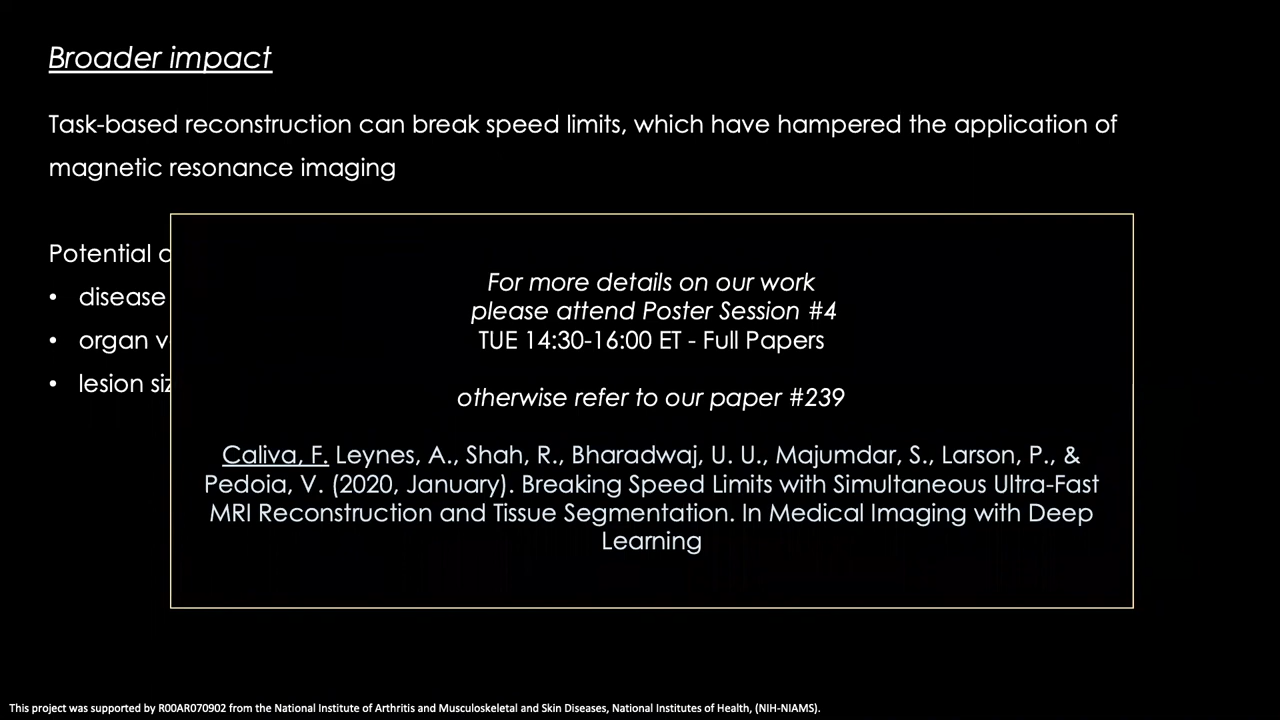 Broader impact
Task-based reconstruction can break speed limits, which have hampered the application of
magnetic resonance imaging
Potential
• disease
• organ
• lesion
For more details on our work
please attend Poster Session #4
TUE 14:30-16:00 ET - Full Papers
otherwise refer to our paper #239
Caliva, F. Leynes, A., Shah, R., Bharadwaj, U. U., Majumdar, S., Larson, P., &
Pedoia, V. (2020, January). Breaking Speed Limits with Simultaneous Ultra-Fast
MRI Reconstruction and Tissue Segmentation. In Medical Imaging with Deep
Learning
This project was supported by R00AR070902 from the National Institute of Arthritis and Musculoskeletal and Skin Diseases, National Institutes of Health, (NIH-NIAMS).